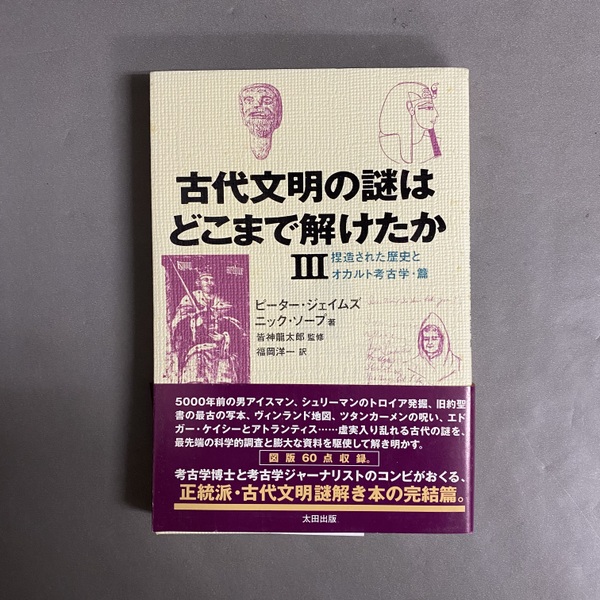 古代文明の謎は
どこまで解けたか
III
捏造された歴史と
オカルト考古学・篇
ピーター・ジェイムズ
ニック・ソープ 著
皆神龍太郎 監修
福岡洋一 訳
5000年前の男アイスマン、シュリーマンのトロイア発掘、旧約聖
書の最古の写本、ヴィンランド地図、ツタンカーメンの呪い、エド
ガー・ケイシーとアトランティス……虚実入り乱れる古代の謎を、
最先端の科学的調査と膨大な資料を駆使して解き明かす。
図版60点収録。
考古学博士と考古学ジャーナリストのコンビがおくる、
正統派・古代文明謎解き本の完結篇。
太田出版